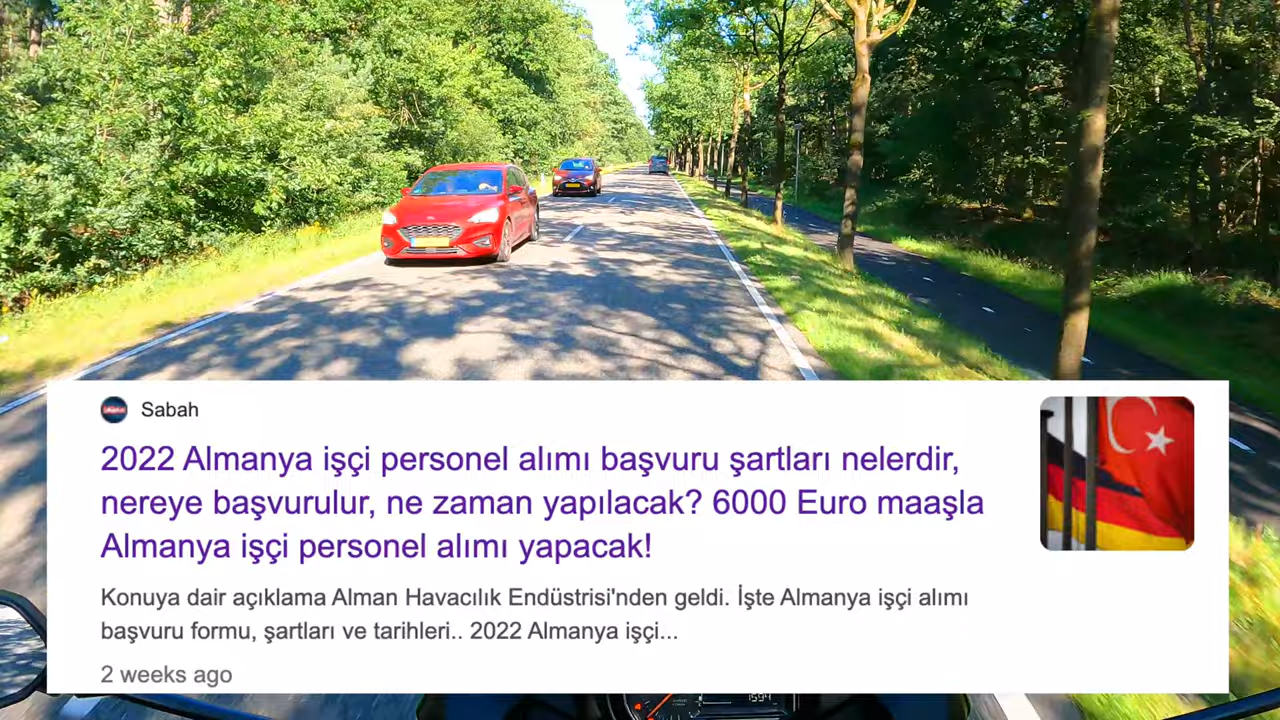 Sabah
2022 Almanya işçi personel alımı başvuru şartları nelerdir,
nereye başvurulur, ne zaman yapılacak? 6000 Euro maaşla
Almanya işçi personel alımı yapacak!
Konuya dair açıklama Alman Havacılık Endüstrisi'nden geldi. İşte Almanya işçi alımı
başvuru formu, şartları ve tarihleri.. 2022 Almanya işçi...
2 weeks ago